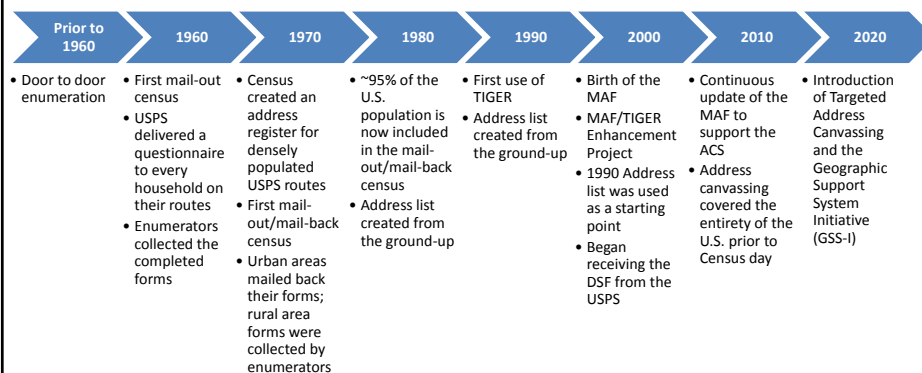 Prior to
1960
1960
1970
1980
1990
2000
2010
2020
• Door to door
enumeration
• First mail-out
census
• USPS
delivered a
questionnaire
to every
household on
their routes
• Enumerators
collected the
completed
forms
• Census
created an
address
register for
densely
populated
USPS routes
• First mail-
out/mail-back
census
• Urban areas
mailed back
their forms;
rural area
forms were
collected by
enumerators
• ~95% of the
U.S.
population is
now included
in the mail-
out/mail-back
census
• Address list
created from
the ground-up
• First use of
TIGER
• Address list
created from
the ground-up
• Birth of the
MAF
• MAF/TIGER
Enhancement
Project
• 1990 Address
list was used
as a starting
point
• Began
receiving the
DSF from the
USPS
• Continuous
update of the
MAF to
support the
ACS
• Address
canvassing
covered the
entirety of the
U.S. prior to
Census day
• Introduction
of Targeted
Address
Canvassing
and the
Geographic
Support
System
Initiative
(GSS-I)